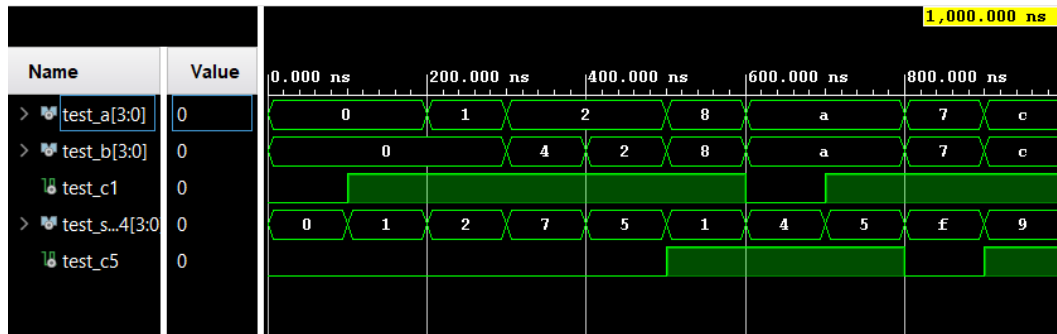 1,000.000 ns
Name Value 0.000 ns 200.000 ns 400.000 ns 600.000 ns 800.000 ns
test_a[3:0] 0 0 1 2 8 a 7 c
test_b[3:0] 0 0 4 2 8 a 7 c
test_c1 0
test_s...4[3:0 0 0 1 2 7 5 1 4 5 f 9
test_c5 0